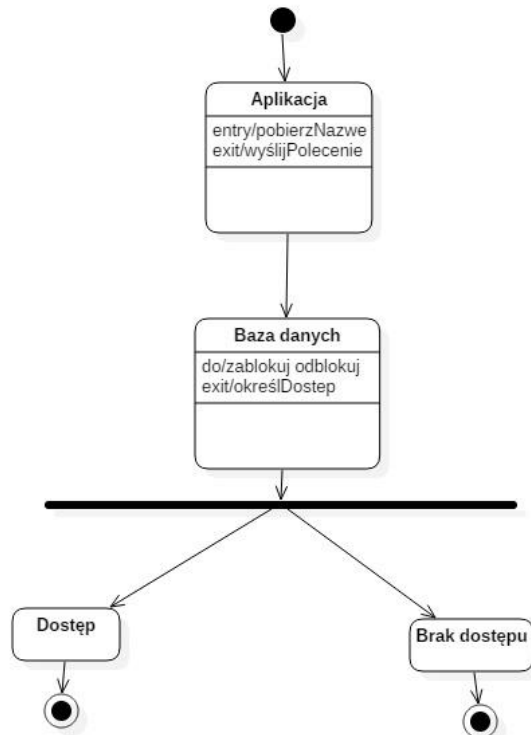 Aplikacja
entry/pobierzNazwe
exit/wyślijPolecenie
Baza danych
do/zablokuj odblokuj
exit/określDostep
Dostęp
Brak dostępu